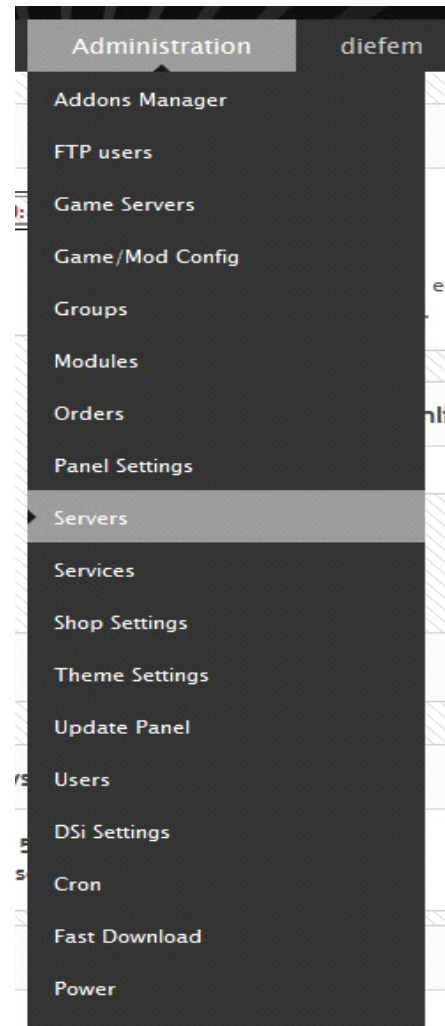 Administration diefem
Addons Manager
FTP users
Game Servers
Game/Mod Config
Groups
Modules
Orders
Panel Settings
Servers
Services
Shop Settings
Theme Settings
Update Panel
Users
DSi Settings
Cron
Fast Download
Power